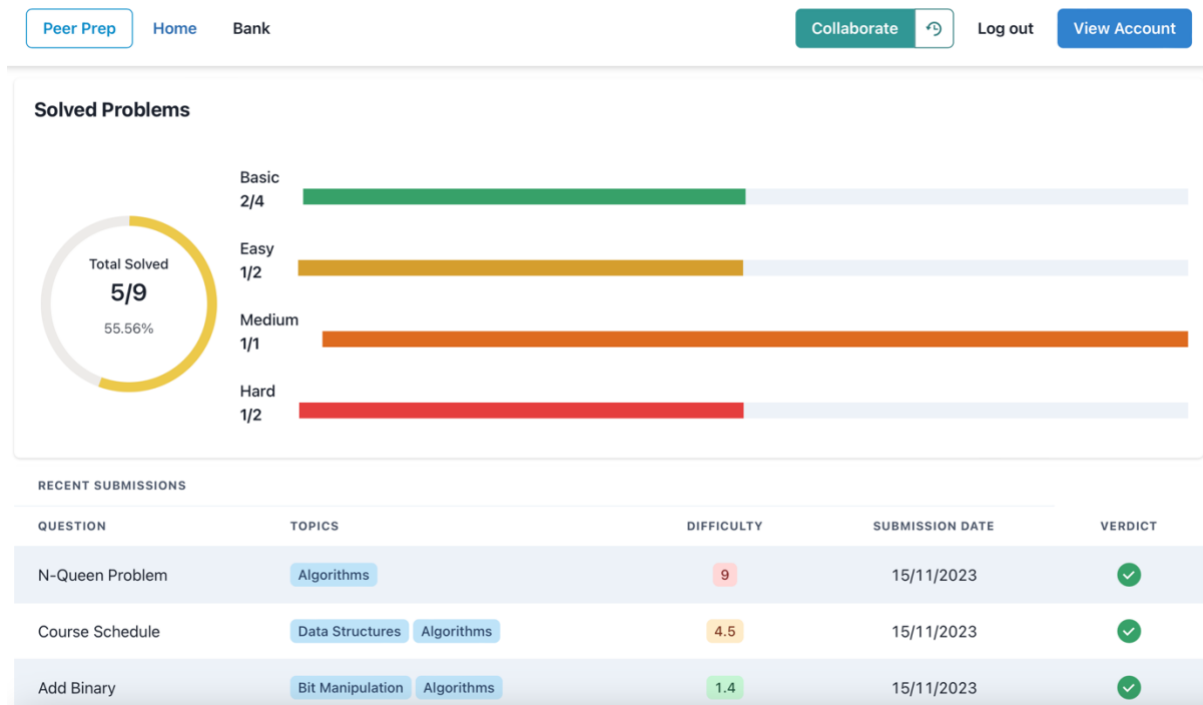 Peer Prep Home Bank Collaborate Log out View Account
Solved Problems
Basic
2/4
Easy
1/2
Medium
1/1
Hard
1/2
Total Solved
5/9
55.56%
RECENT SUBMISSIONS
QUESTION TOPICS DIFFICULTY SUBMISSION DATE VERDICT
N-Queen Problem Algorithms 9 15/11/2023
Course Schedule Data Structures Algorithms 4.5 15/11/2023
Add Binary Bit Manipulation Algorithms 1.4 15/11/2023